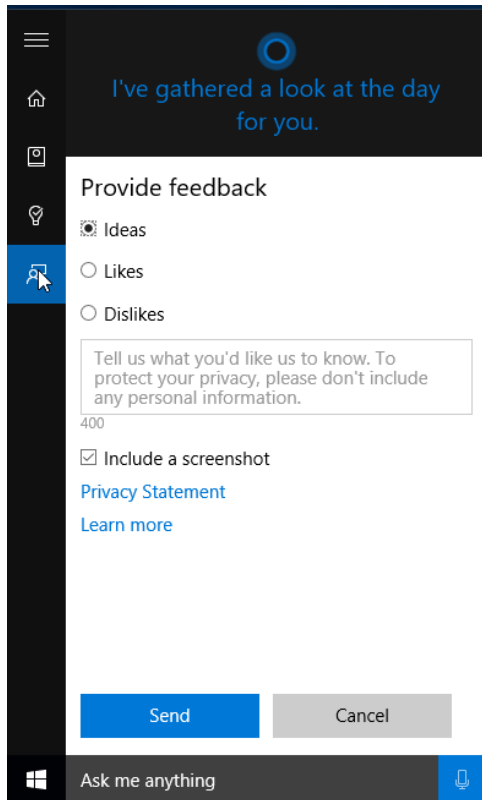 I've gathered a look at the day
for you.
Provide feedback
Ideas
Likes
Dislikes
Tell us what you'd like us to know. To
protect your privacy, please don't include
any personal information.
400
Include a screenshot
Privacy Statement
Learn more
Send
Cancel
Ask me anything